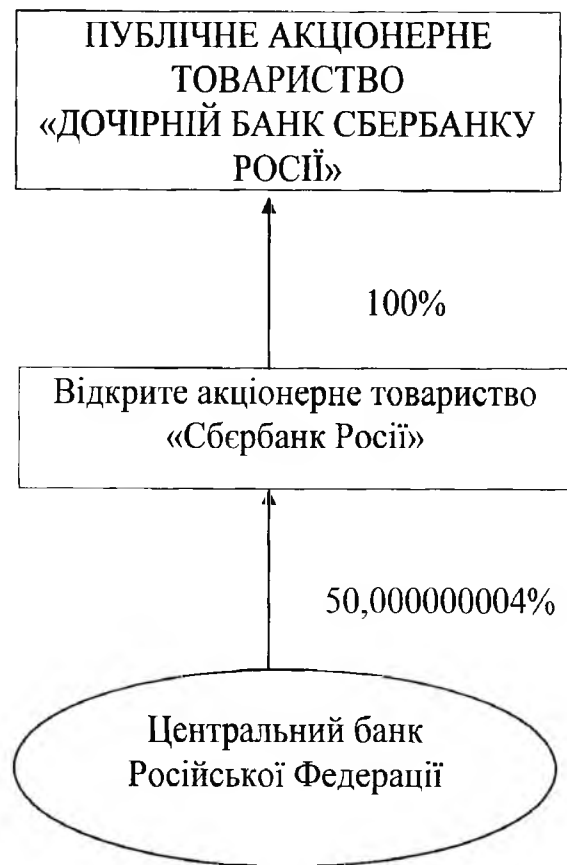 ПУБЛІЧНЕ АКЦІОНЕРНЕ
ТОВАРИСТВО
«ДОЧІРНІЙ БАНК СБЕРБАНКУ
РОСІЇ»
100%
Відкрите акціонерне товариство
«Сбєрбанк Росії»
50,000000004%
Центральний банк
Російської Федерації